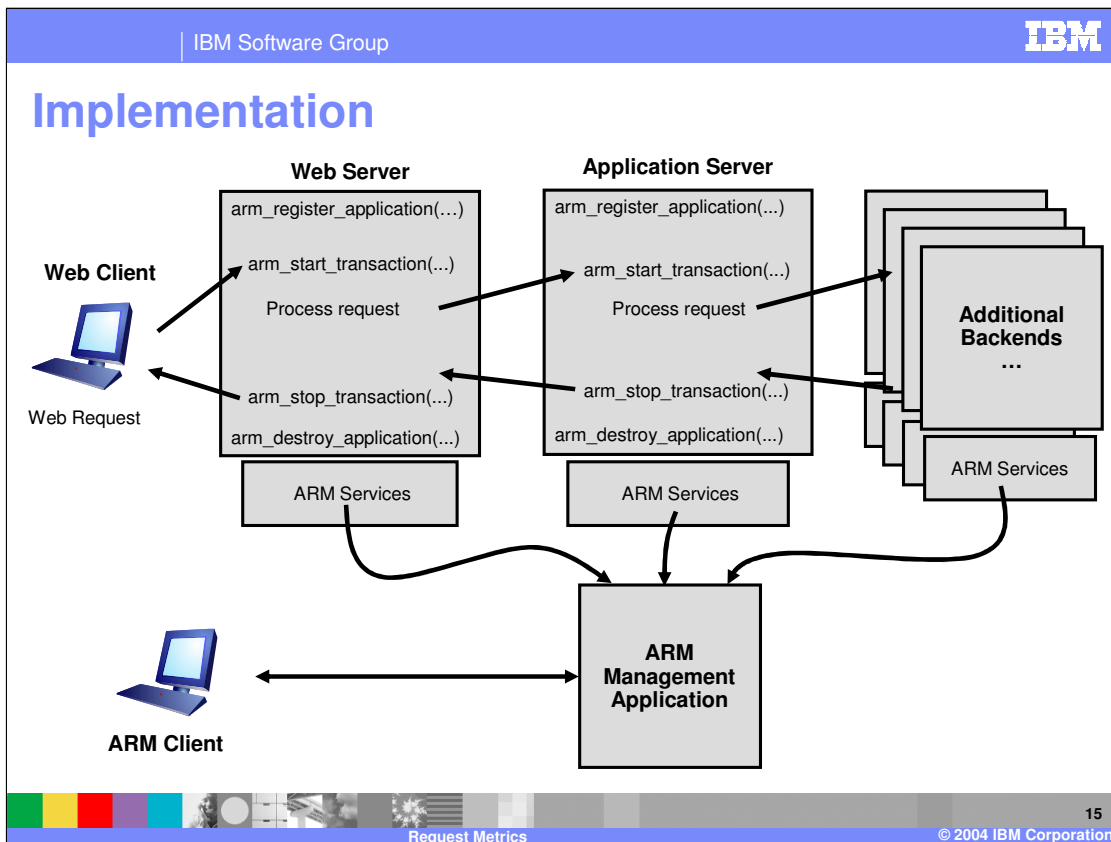 IBM Software Group
IBM
Implementation
Web Server
arm_register_application(…)
arm_start_transaction(...)
Process request
arm_stop_transaction(...)
arm_destroy_application(...)
ARM Services
Application Server
arm_register_application(...)
arm_start_transaction(...)
Process request
arm_stop_transaction(...)
arm_destroy_application(...)
ARM Services
Additional
Backends
…
ARM Services
Web Client
Web Request
ARM
Management
Application
ARM Client
15
Request Metrics
© 2004 IBM Corporation